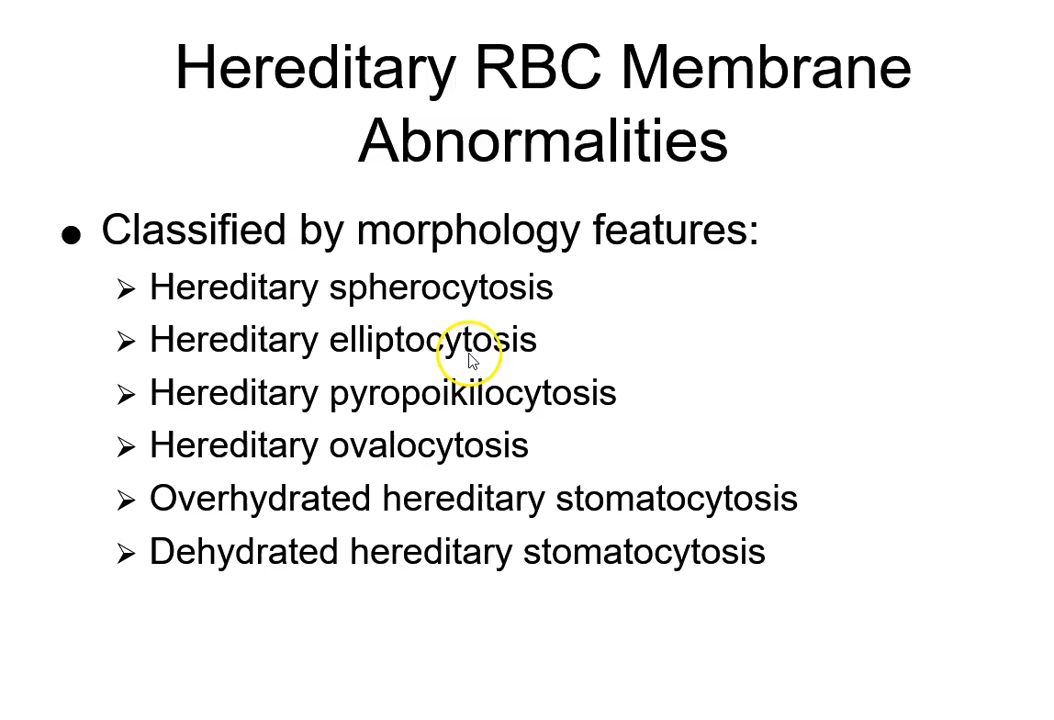 Hereditary RBC Membrane
Abnormalities
● Classified by morphology features:
➢ Hereditary spherocytosis
➢ Hereditary elliptocytosis
➢ Hereditary pyropoikilocytosis
➢ Hereditary ovalocytosis
➢ Overhydrated hereditary stomatocytosis
➢ Dehydrated hereditary stomatocytosis